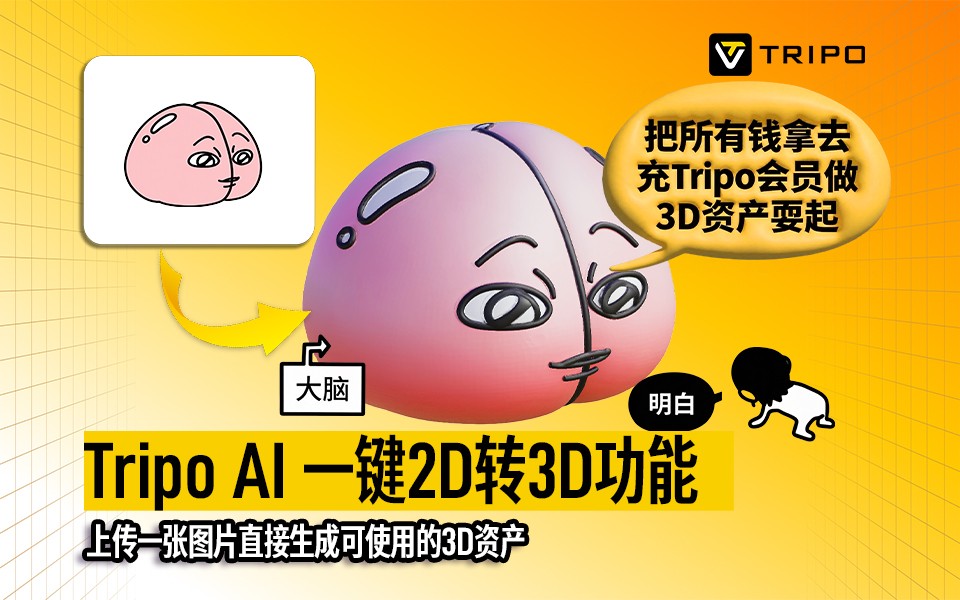 TRIPO
把所有钱拿去
充Tripo会员做
3D资产耍起
大脑
明白
Tripo AI 一键2D转3D功能
上传一张图片直接生成可使用的3D资产